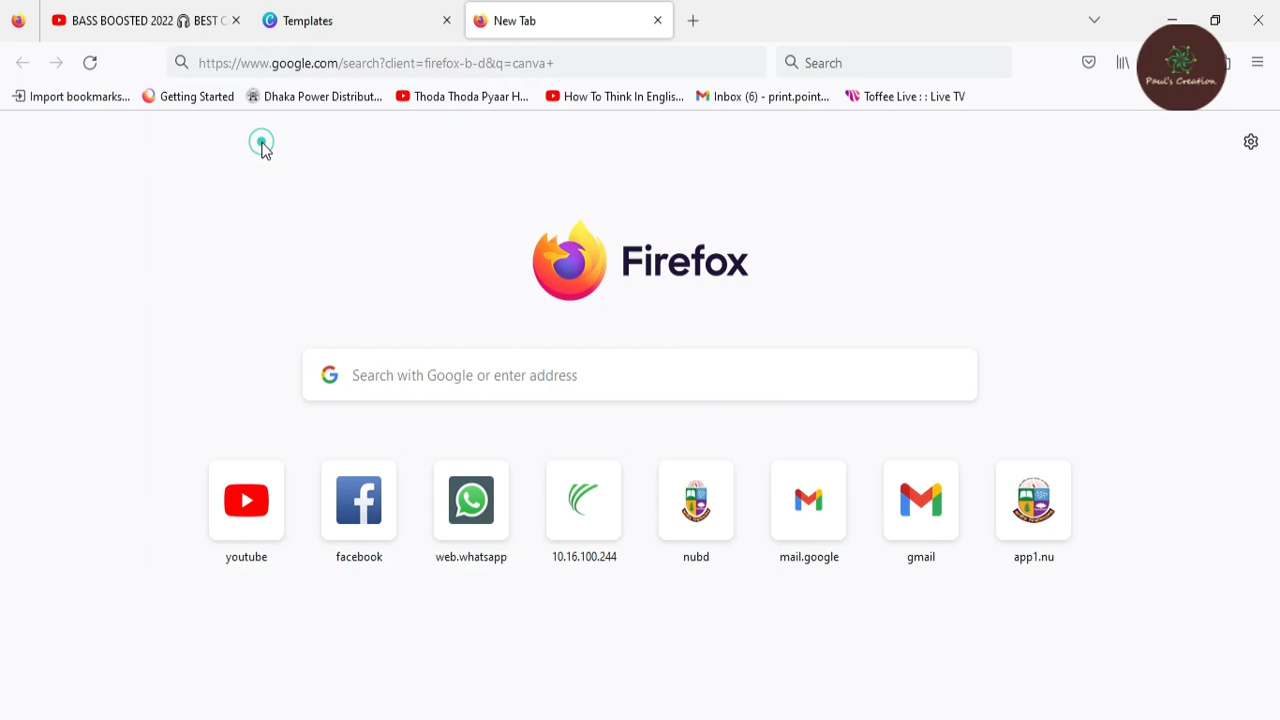 BASS BOOSTED 2022 🎧 BEST C
Templates
New Tab
https://www.google.com/search?client=firefox-b-d&q=canva+
Search
Import bookmarks...
Getting Started
Dhaka Power Distribut...
Thoda Thoda Pyaar H...
How To Think In Englis...
Inbox (6) - print.point...
Toffee Live : : Live TV
Paul's Creation
Firefox
Search with Google or enter address
youtube
facebook
web.whatsapp
10.16.100.244
nubd
mail.google
gmail
app1.nu